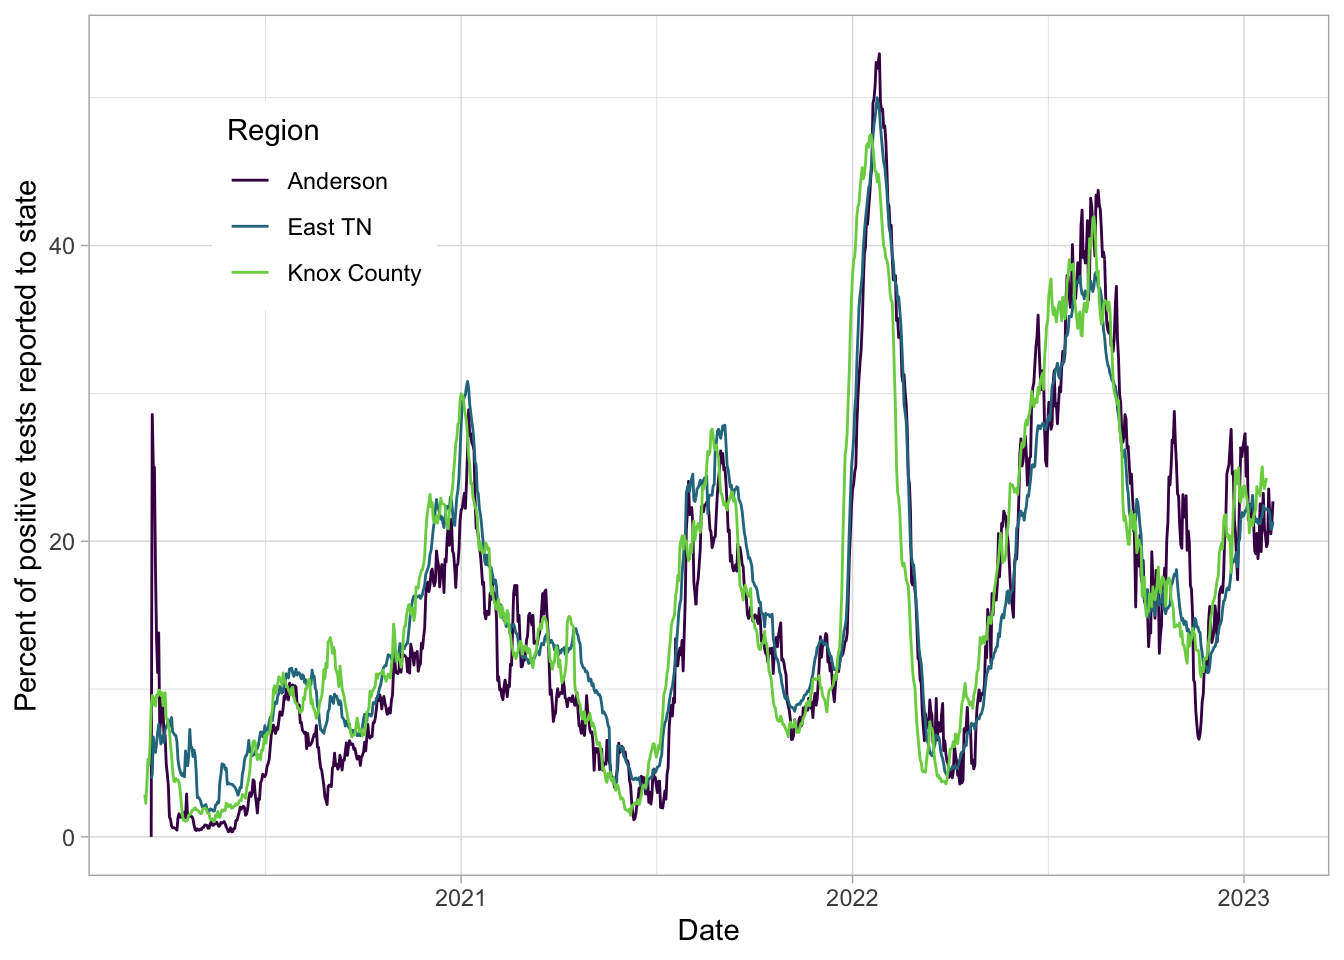 Region
Anderson
East TN
Knox County
Percent of positive tests reported to state
40
20
0
2021
2022
2023
Date